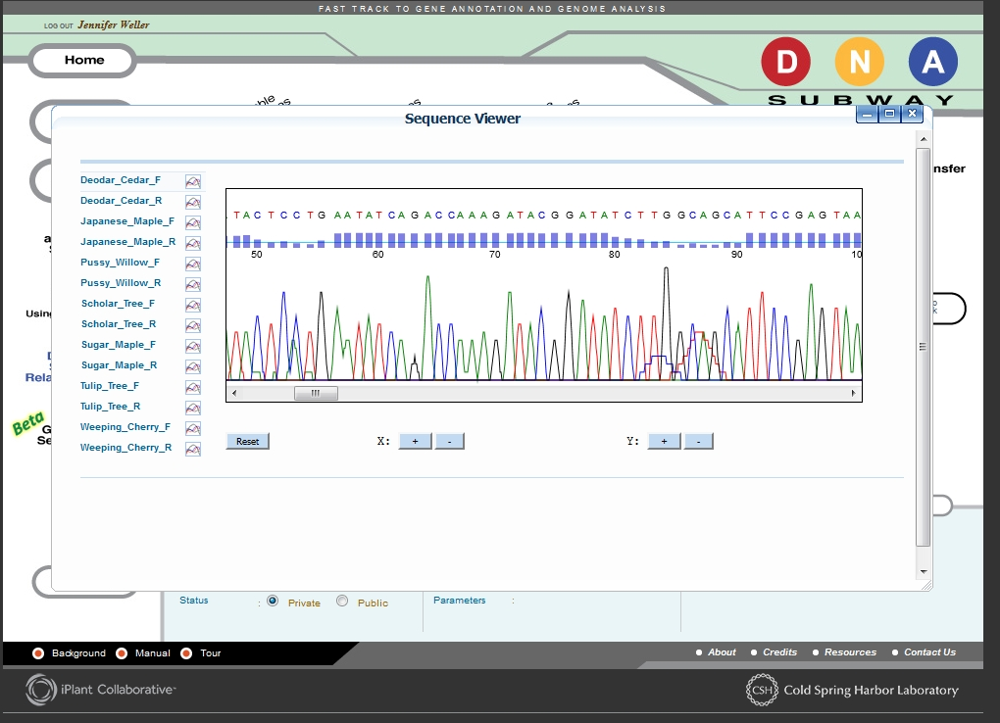 FAST TRACK TO GENE ANNOTATION AND GENOME ANALYSIS
LOG OUT Jennifer Weller
Home
D N A
SUBWAY
Sequence Viewer
nsfer
Deodar_Cedar_F
Deodar_Cedar_R
Japanese_Maple_F
Japanese_Maple_R
Pussy_Willow_F
Pussy_Willow_R
Scholar_Tree_F
Scholar_Tree_R
Sugar_Maple_F
Sugar_Maple_R
Tulip_Tree_F
Tulip_Tree_R
Weeping_Cherry_F
Weeping_Cherry_R
T A C T C C T G A A T A T C A G A C C A A A G A T A C G G A T A T C T T G G C A G C A T T C C G A G T A A
50 60 70 80 90 10
Reset X: + - Y: + -
Using
Rela
Beta
G
Se
Status : Private Public Parameters :
Background Manual Tour
About Credits Resources Contact Us
iPlant Collaborative
CSH Cold Spring Harbor Laboratory